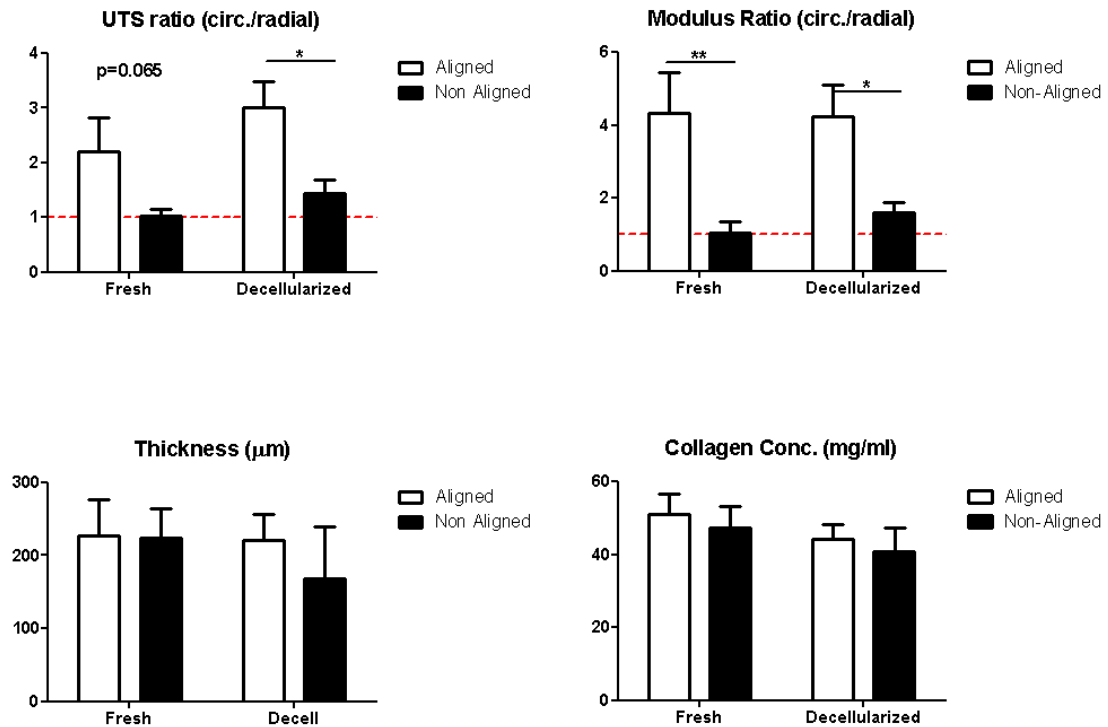 UTS ratio (circ./radial)
4
3
2
1
0
p=0.065
*
Aligned
Non Aligned
Fresh
Decellularized
Modulus Ratio (circ./radial)
6
4
2
0
**
*
Aligned
Non-Aligned
Fresh
Decellularized
Thickness (μm)
300
200
100
0
Aligned
Non Aligned
Fresh
Decell
Collagen Conc. (mg/ml)
60
40
20
0
Aligned
Non-Aligned
Fresh
Decellularized